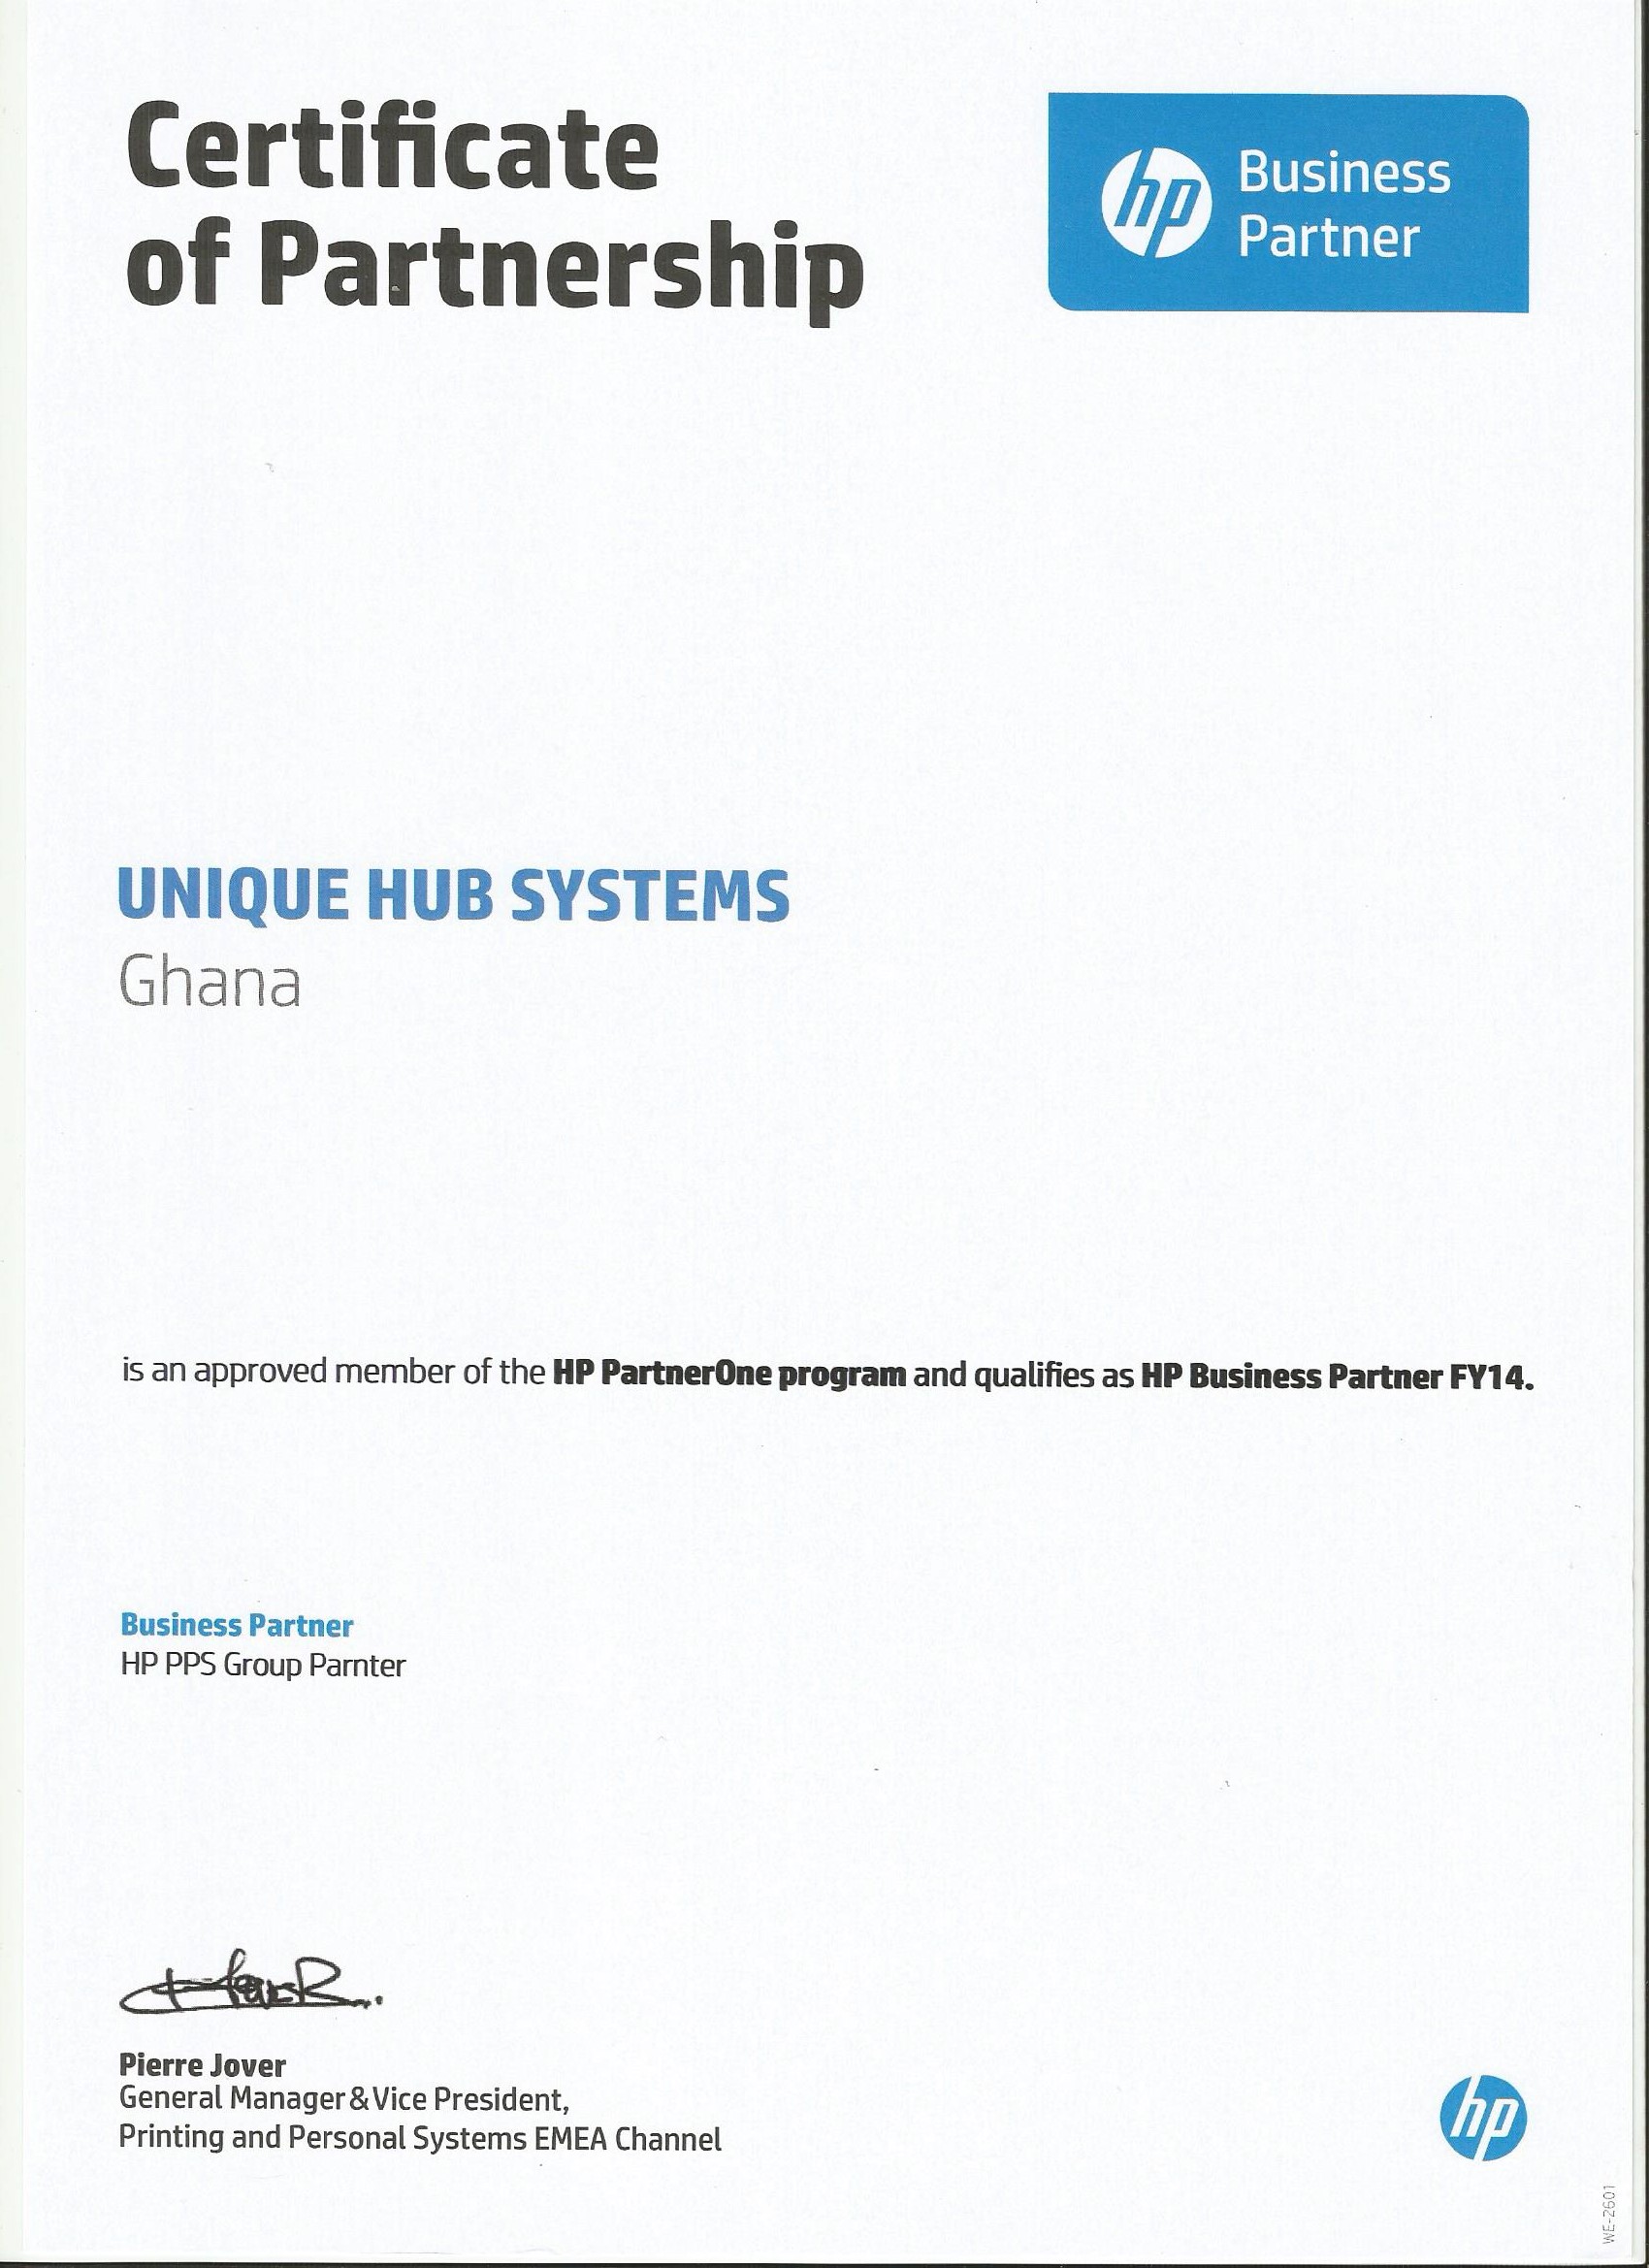 Certificate
of Partnership
hp
Business
Partner
UNIQUE HUB SYSTEMS
Ghana
is an approved member of the HP PartnerOne program and qualifies as HP Business Partner FY14.
Business Partner
HP PPS Group Parnter
Pierre Jover
General Manager & Vice President,
Printing and Personal Systems EMEA Channel
hp
WE-2601